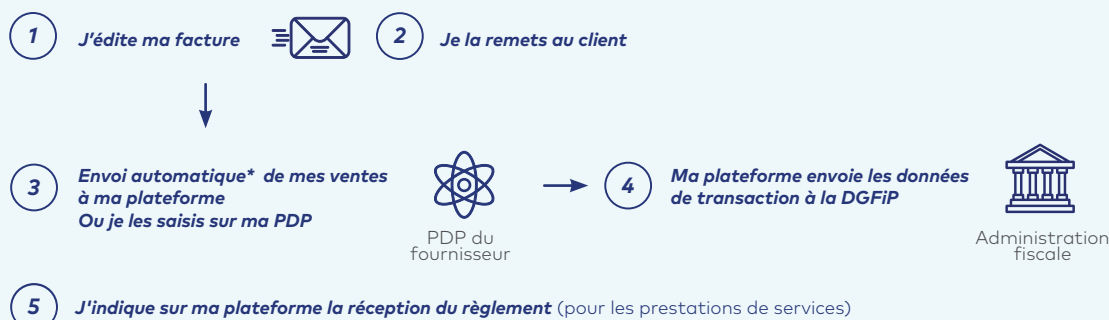 1 J'édite ma facture
2 Je la remets au client
3 Envoi automatique* de mes ventes
à ma plateforme
Ou je les saisis sur ma PDP
PDP du
fournisseur
4 Ma plateforme envoie les données
de transaction à la DGFiP
Administration
fiscale
5 J'indique sur ma plateforme la réception du règlement (pour les prestations de services)